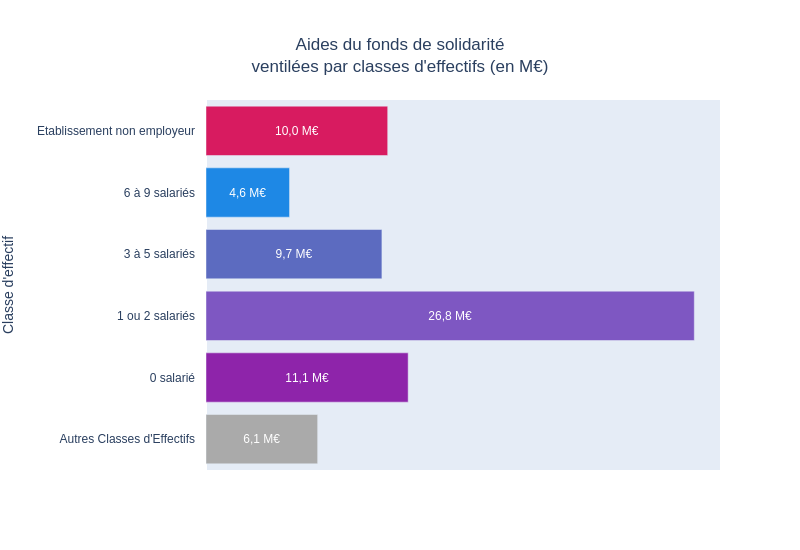 Aides du fonds de solidarité
ventilées par classes d'effectifs (en M€)
Classe d'effectif
Etablissement non employeur
10,0 M€
6 à 9 salariés
4,6 M€
3 à 5 salariés
9,7 M€
1 ou 2 salariés
26,8 M€
0 salarié
11,1 M€
Autres Classes d'Effectifs
6,1 M€